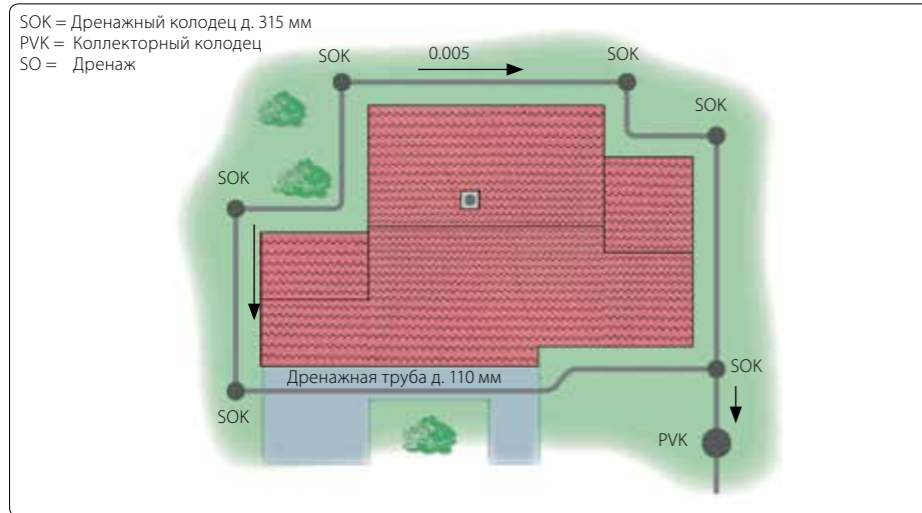 SOK = Дренажный колодец д. 315 мм
PVK = Коллекторный колодец
SO = Дренаж
SOK
0.005
SOK
SOK
SOK
Дренажная труба д. 110 мм
SOK
SOK
PVK